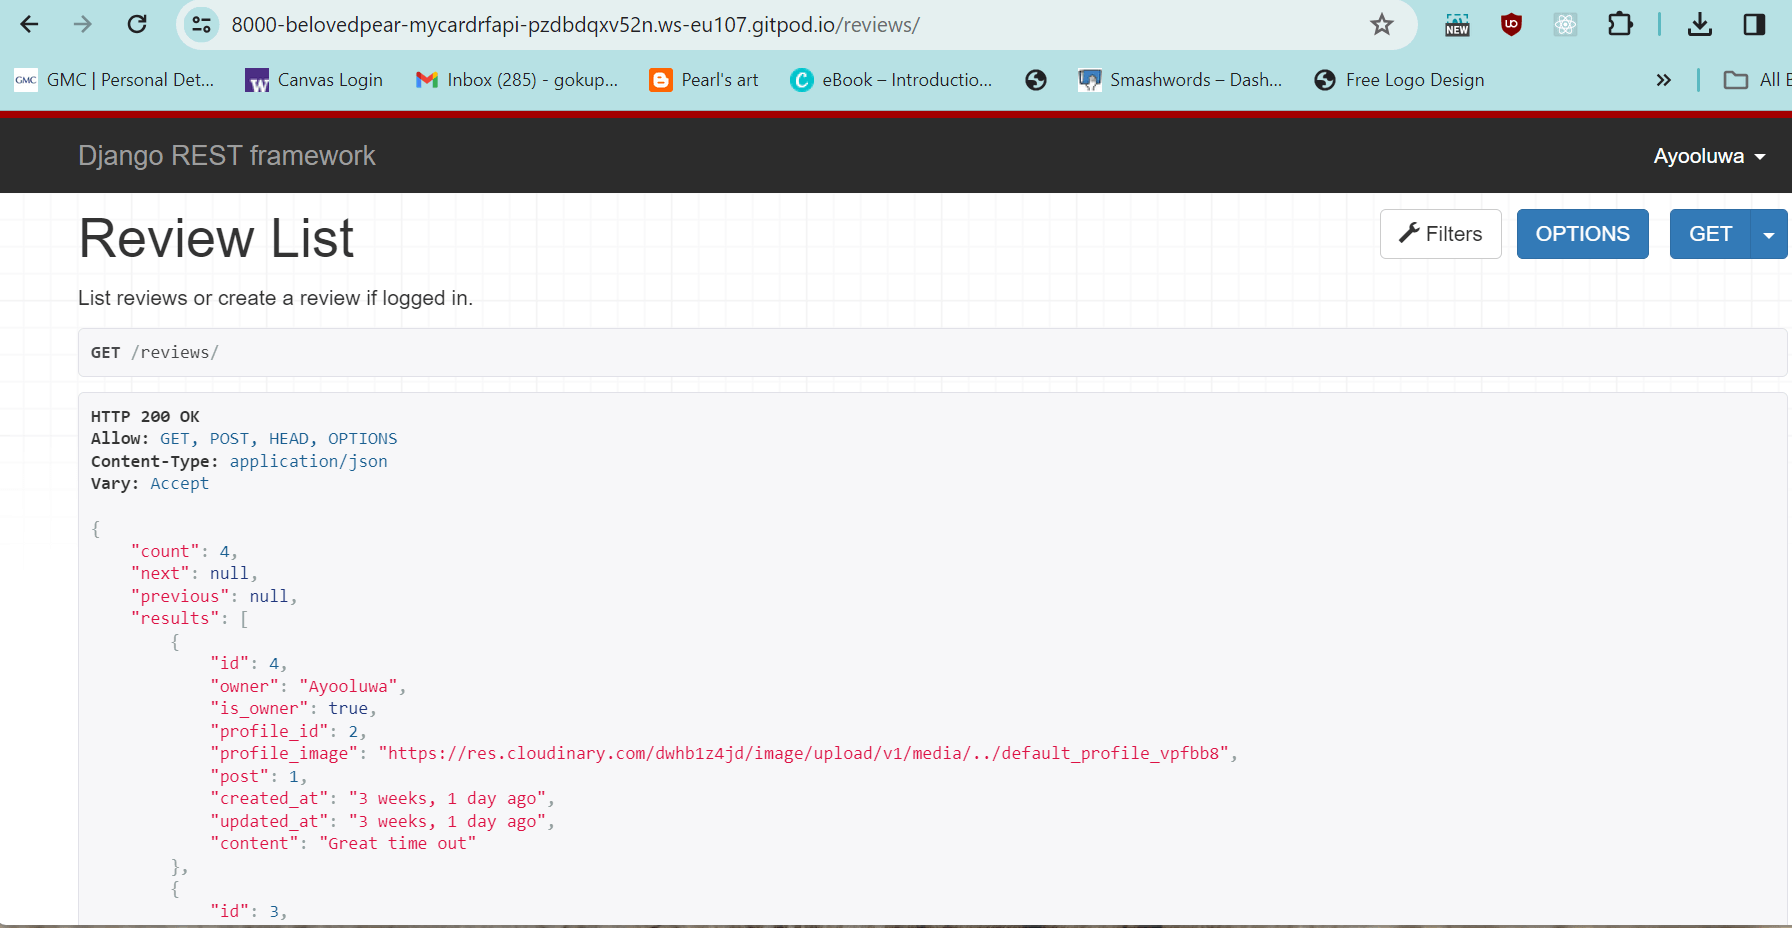 8000-belovedpear-mycardrfapi-pzdbdqxv52n.ws-eu107.gitpod.io/reviews/
NEW
GMC GMC | Personal Det... W Canvas Login Inbox (285) - gokup... Pearl's art C eBook – Introductio... Smashwords – Dash... Free Logo Design » All B
Django REST framework Ayooluwa
Review List Filters OPTIONS GET
List reviews or create a review if logged in.
GET /reviews/
HTTP 200 OK
Allow: GET, POST, HEAD, OPTIONS
Content-Type: application/json
Vary: Accept
{
"count": 4,
"next": null,
"previous": null,
"results": [
{
"id": 4,
"owner": "Ayooluwa",
"is_owner": true,
"profile_id": 2,
"profile_image": "https://res.cloudinary.com/dwhb1z4jd/image/upload/v1/media/../default_profile_vpfbb8",
"post": 1,
"created_at": "3 weeks, 1 day ago",
"updated_at": "3 weeks, 1 day ago",
"content": "Great time out"
},
{
"id": 3,